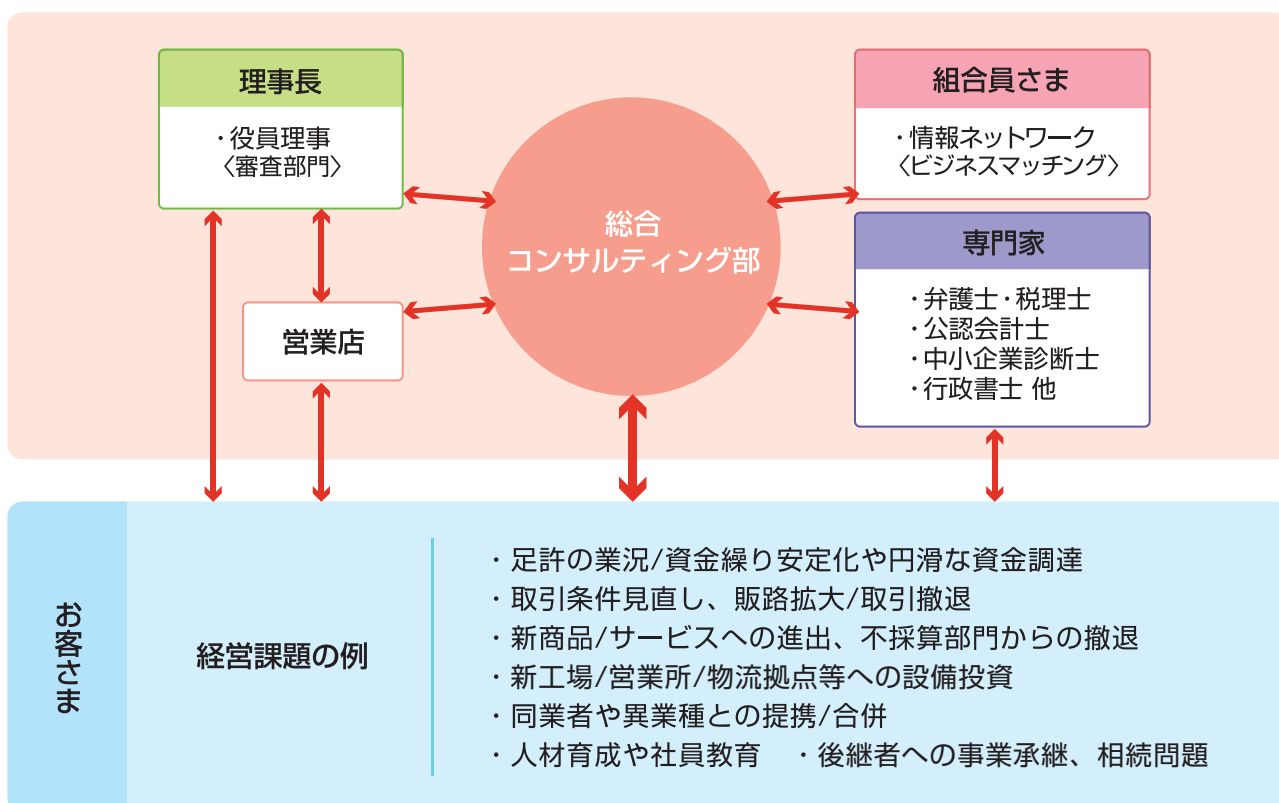 理事長
・役員理事
〈審査部門〉
組合員さま
・情報ネットワーク
〈ビジネスマッチング〉
総合
コンサルティング部
専門家
・弁護士・税理士
・公認会計士
・中小企業診断士
・行政書士 他
営業店
お客さま
経営課題の例
・足許の業況/資金繰り安定化や円滑な資金調達
・取引条件見直し、販路拡大/取引撤退
・新商品/サービスへの進出、不採算部門からの撤退
・新工場/営業所/物流拠点等への設備投資
・同業者や異業種との提携/合併
・人材育成や社員教育　・後継者への事業承継、相続問題